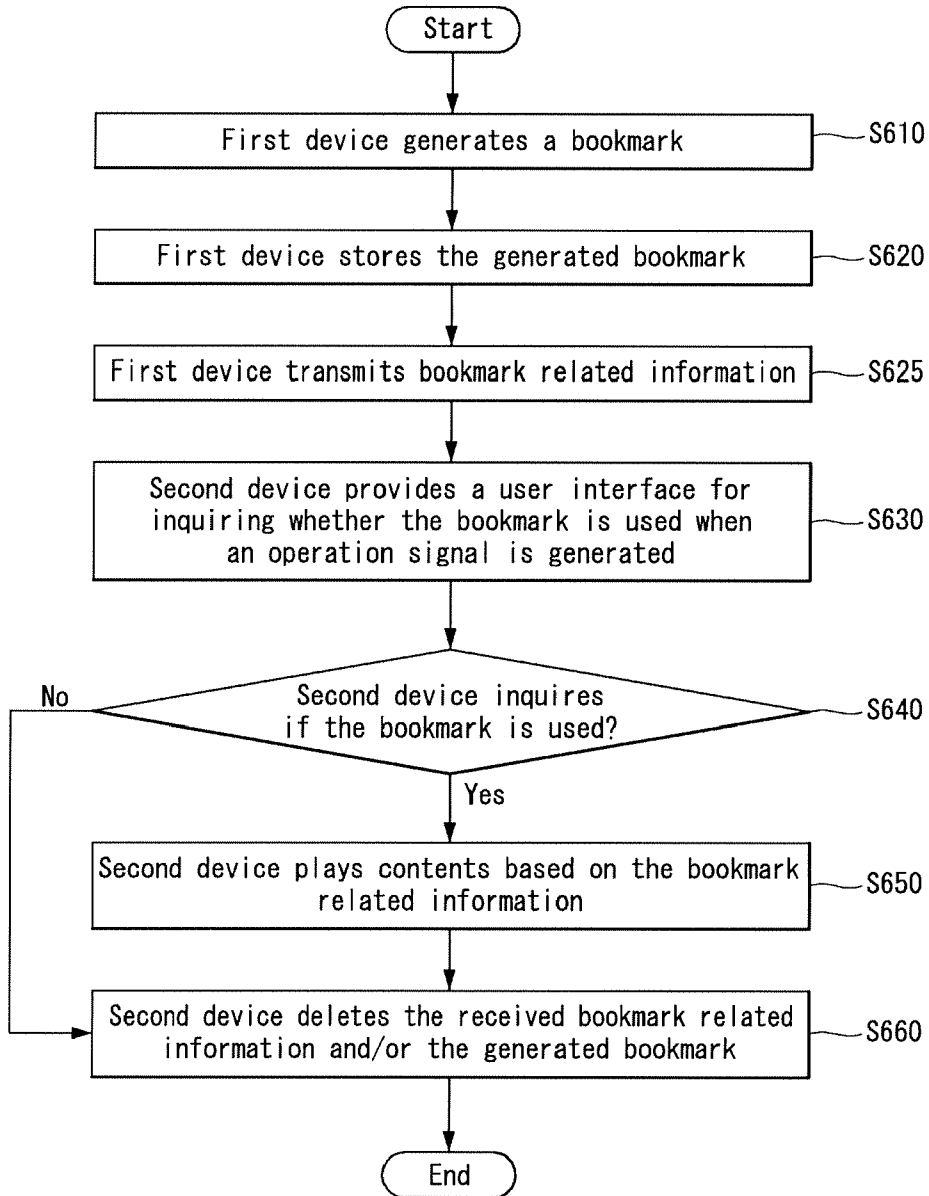 Start
First device generates a bookmark
S610
First device stores the generated bookmark
S620
First device transmits bookmark related information
S625
Second device provides a user interface for
inquiring whether the bookmark is used when
an operation signal is generated
S630
Second device inquires
if the bookmark is used?
S640
No
Yes
Second device plays contents based on the bookmark
related information
S650
Second device deletes the received bookmark related
information and/or the generated bookmark
S660
End